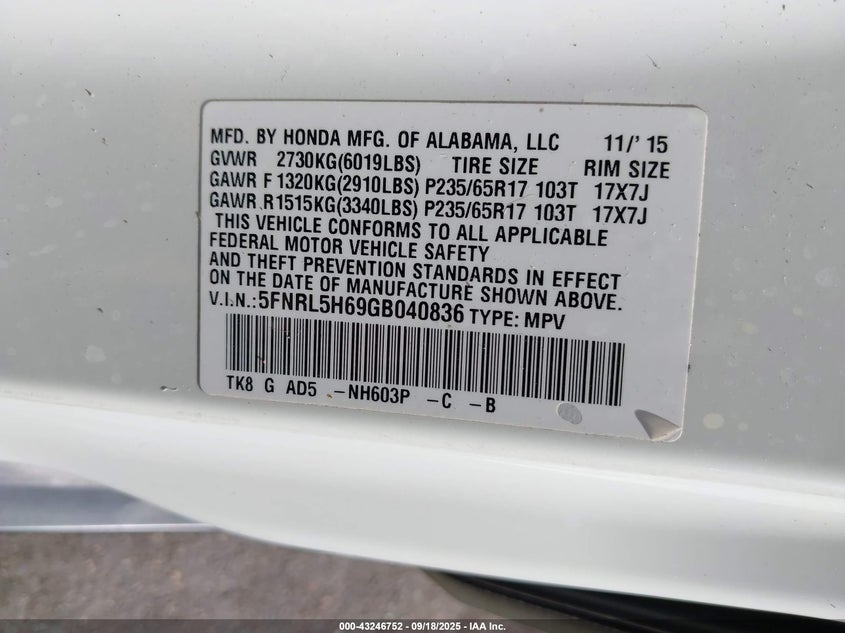 MFD. BY HONDA MFG. OF ALABAMA, LLC 11/' 15
GVWR 2730KG(6019LBS) TIRE SIZE RIM SIZE
GAWR F 1320KG(2910LBS) P235/65R17 103T 17X7J
GAWR R1515KG(3340LBS) P235/65R17 103T 17X7J
THIS VEHICLE CONFORMS TO ALL APPLICABLE
FEDERAL MOTOR VEHICLE SAFETY
AND THEFT PREVENTION STANDARDS IN EFFECT
ON THE DATE OF MANUFACTURE SHOWN ABOVE.
V.I.N.: 5FNRL5H69GB040836 TYPE: MPV
TK8 G AD5 -NH603P -C -B
000-43246752 - 09/18/2025 - IAA Inc.